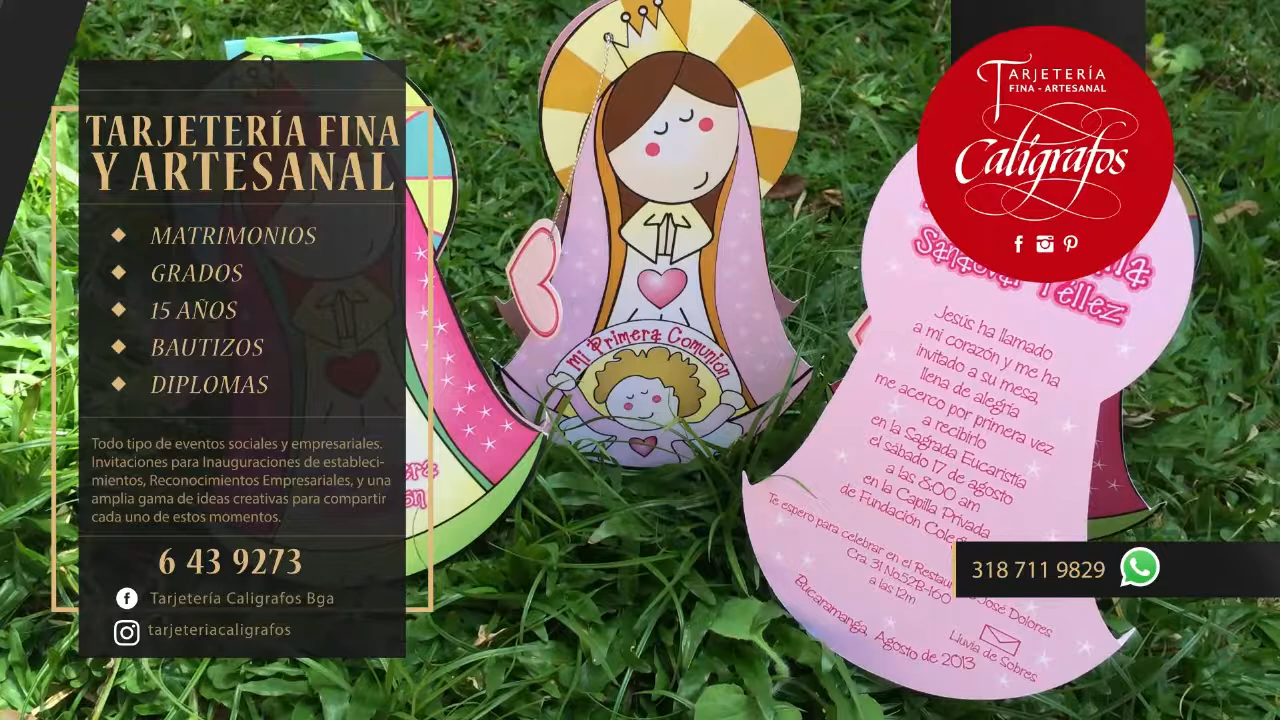 TARJETERÍA FINA
Y ARTESANAL
MATRIMONIOS
GRADOS
15 AÑOS
BAUTIZOS
DIPLOMAS
Todo tipo de eventos sociales y empresariales.
Invitaciones para Inauguraciones de estableci-
mientos, Reconocimientos Empresariales, y una
amplia gama de ideas creativas para compartir
cada uno de estos momentos.
6 43 9273
Tarjetería Caligrafos Bga
tarjeteriacaligrafos
Mi Primera Comunión
TARJETERÍA
FINA - ARTESANAL
Calígrafos
Téllez
Jesús ha llamado
a mi corazón y me ha
invitado a su mesa,
llena de alegría
me acerco por primera vez
a recibirlo
en la Sagrada Eucaristía
el sábado 17 de agosto
a las 8:00 am
en la Capilla Privada
de Fundación
Te espero para celebrar en el
Cra. 31 No.52B-160
José Dolores
a las 12m
Bucaramanga, Agosto de 2013
Lluvia de Sobres
318 711 9829